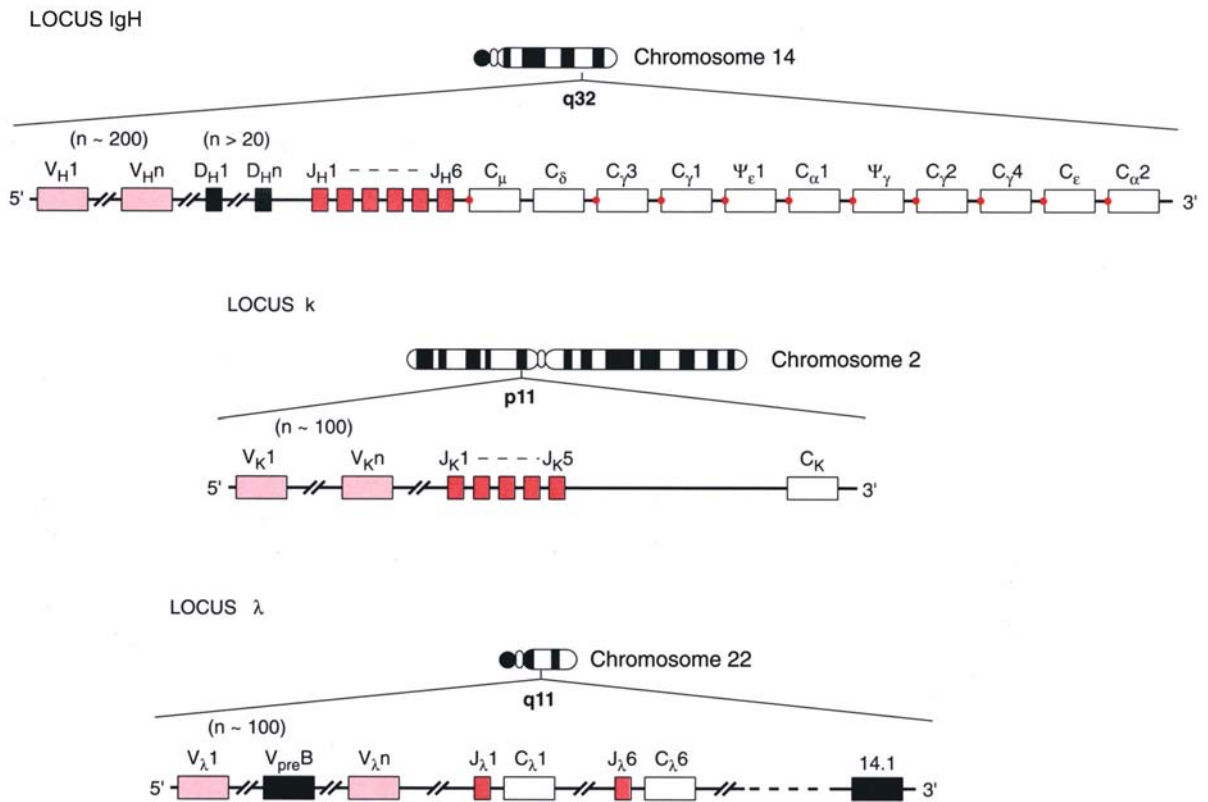 LOCUS IgH
Chromosome 14
q32
(n ~ 200) (n > 20)
V_H1 V_Hn D_H1 D_Hn J_H1 J_H6 C_μ C_δ C_γ3 C_γ1 Ψ_ε1 C_α1 Ψ_γ C_γ2 C_γ4 C_ε C_α2
5' 3'
LOCUS k
Chromosome 2
p11
(n ~ 100)
V_K1 V_Kn J_K1 J_K5 C_K
5' 3'
LOCUS λ
Chromosome 22
q11
(n ~ 100)
V_λ1 V_preB V_λn J_λ1 C_λ1 J_λ6 C_λ6 14.1
5' 3'